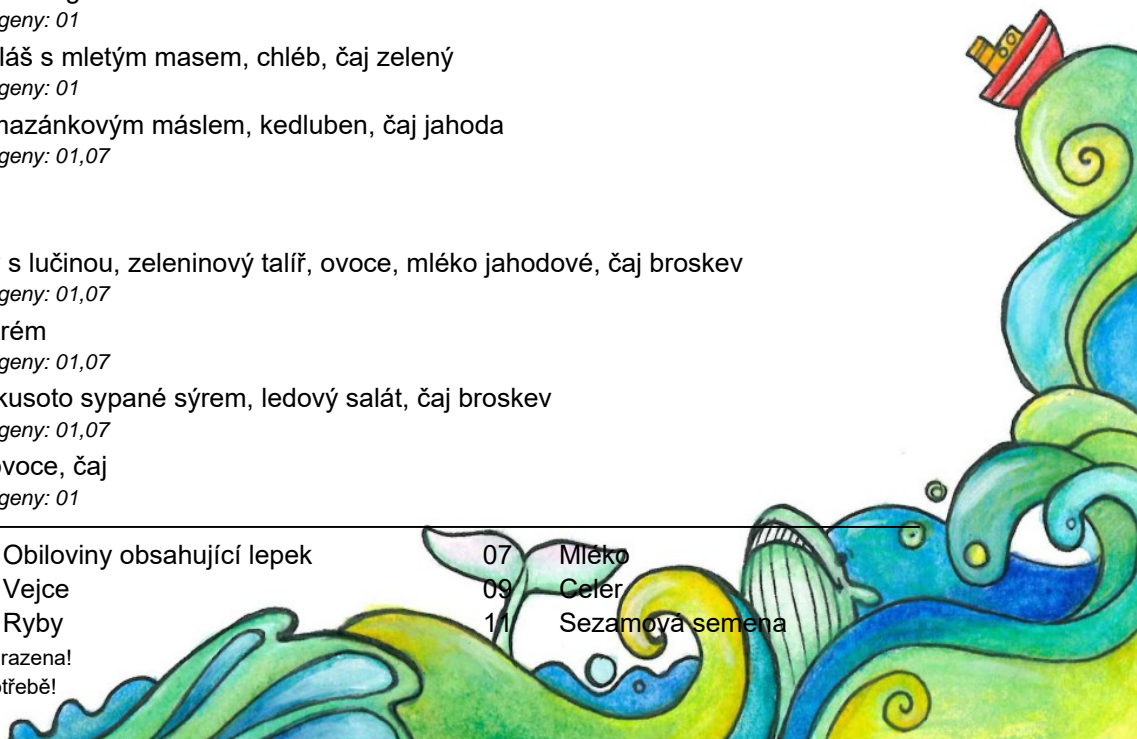 geny: 01
láš s mletým masem, chléb, čaj zelený
geny: 01
azánkovým máslem, kedluben, čaj jahoda
geny: 01,07
s lučinou, zeleninový talíř, ovoce, mléko jahodové, čaj broskev
geny: 01,07
rém
geny: 01,07
kusoto sypané sýrem, ledový salát, čaj broskev
geny: 01,07
ovoce, čaj
geny: 01
Obiloviny obsahující lepek 07 Mléko
Vejce 09 Celer
Ryby 11 Sezamová semena
razena!
třebě!